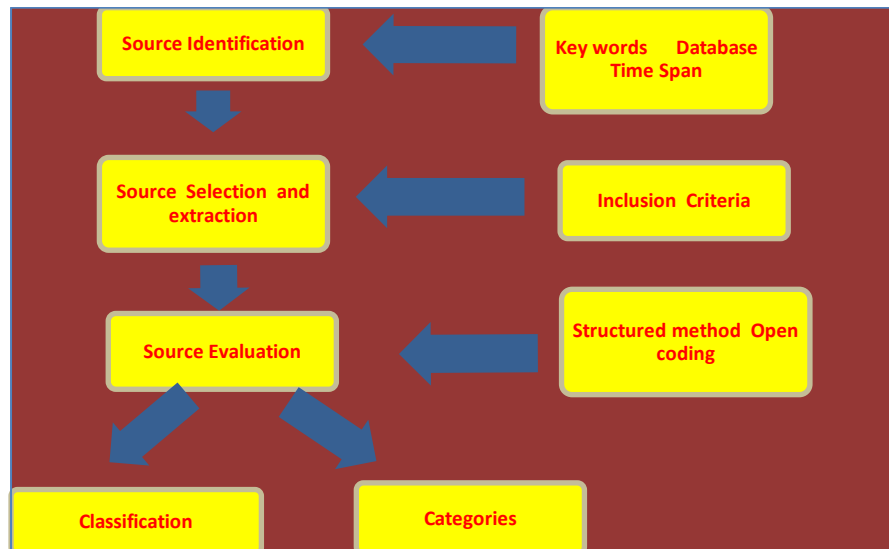 Source Identification
Key words Database
Time Span
Source Selection and
extraction
Inclusion Criteria
Source Evaluation
Structured method Open
coding
Classification
Categories